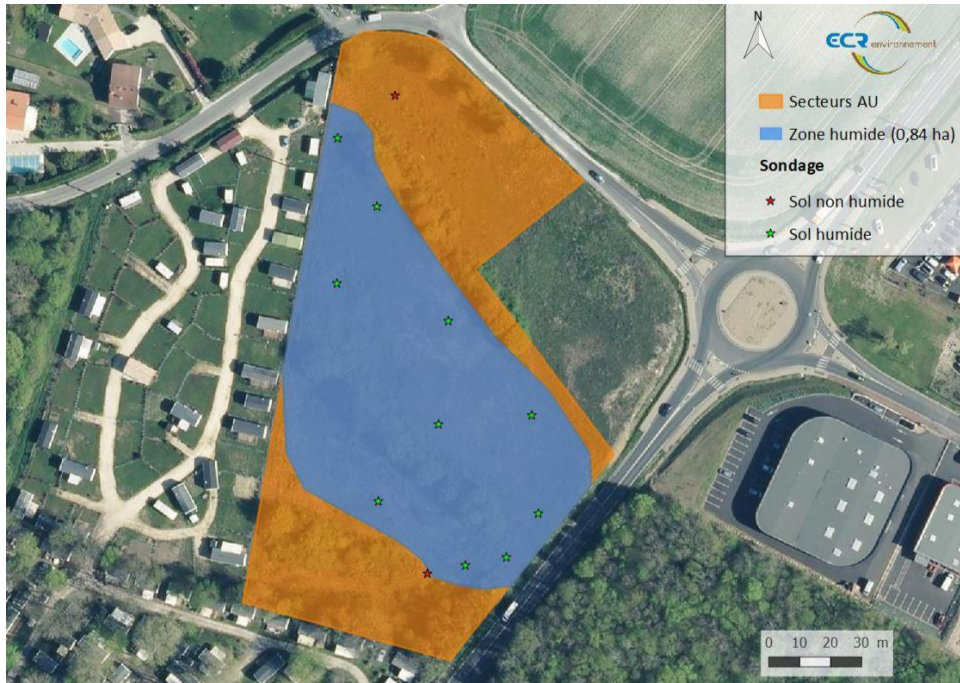 N
ECR environnement
Secteurs AU
Zone humide (0,84 ha)
Sondage
Sol non humide
Sol humide
0 10 20 30 m